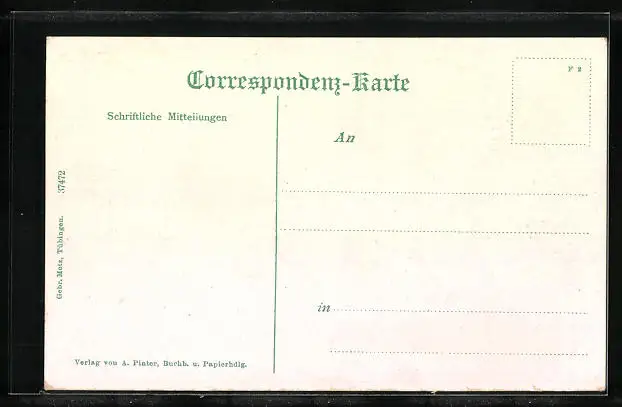 Correspondenz-Karte
F 2
Schriftliche Mitteilungen
An
in
Gebr. Metz, Tübingen. 37472
Verlag von A. Pinter, Buchh. u. Papierhdlg.